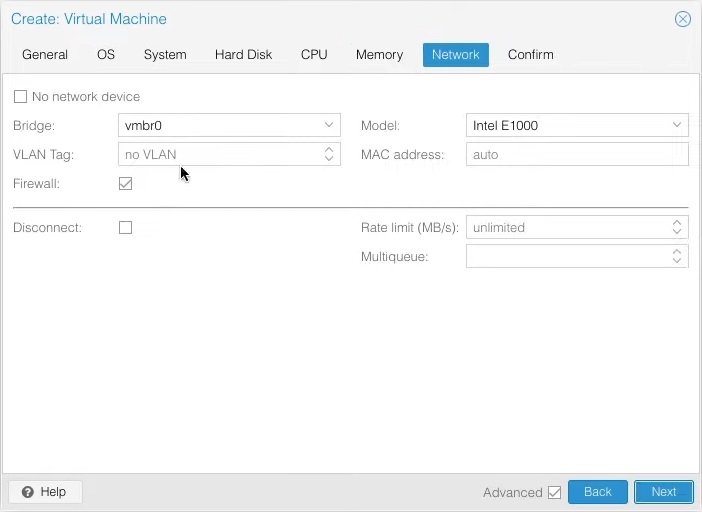 Create: Virtual Machine
General OS System Hard Disk CPU Memory Network Confirm
No network device
Bridge: vmbr0 Model: Intel E1000
VLAN Tag: no VLAN MAC address: auto
Firewall:
Disconnect: Rate limit (MB/s): unlimited
Multiqueue:
Help Advanced Back Next